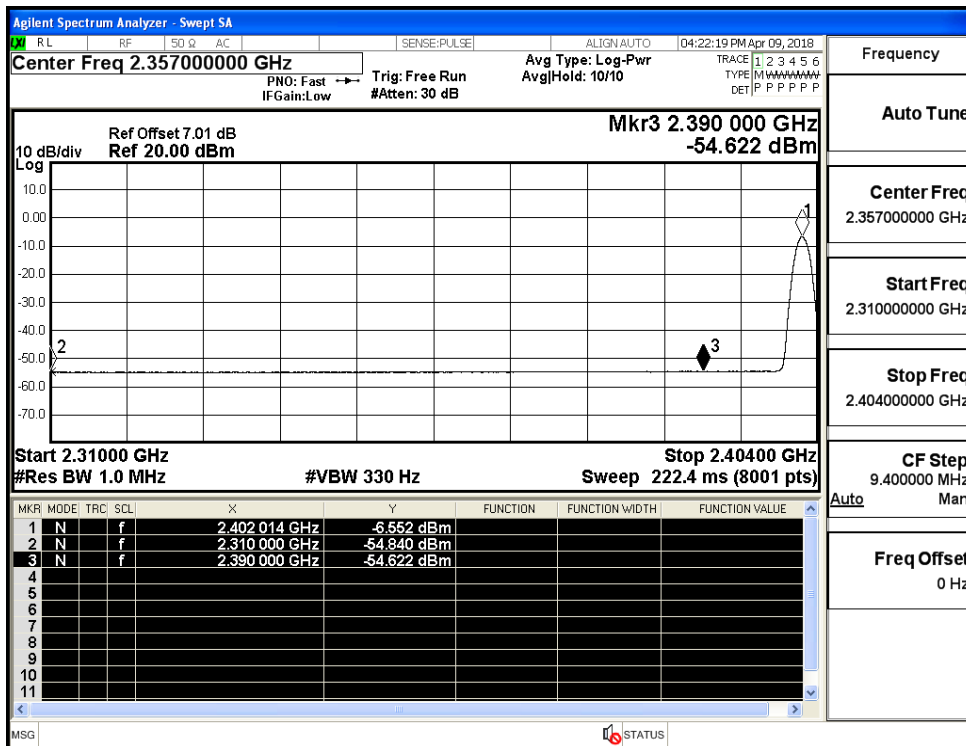 Agilent Spectrum Analyzer - Swept SA
LXI RL RF 50 Ω AC SENSE:PULSE ALIGN AUTO 04:22:19 PM Apr 09, 2018
Center Freq 2.357000000 GHz
PNO: Fast
IFGain:Low
Trig: Free Run
#Atten: 30 dB
Avg Type: Log-Pwr
Avg|Hold: 10/10
TRACE 1 2 3 4 5 6
TYPE M W W W W W
DET P P P P P P
Ref Offset 7.01 dB
10 dB/div Ref 20.00 dBm
Log
Mkr3 2.390 000 GHz
-54.622 dBm
10.0
0.00
-10.0
-20.0
-30.0
-40.0
-50.0
-60.0
-70.0
1
2
3
Start 2.31000 GHz Stop 2.40400 GHz
#Res BW 1.0 MHz #VBW 330 Hz Sweep 222.4 ms (8001 pts)
MKR MODE TRC SCL X Y FUNCTION FUNCTION WIDTH FUNCTION VALUE
1 N f 2.402 014 GHz -6.552 dBm
2 N f 2.310 000 GHz -54.840 dBm
3 N f 2.390 000 GHz -54.622 dBm
4
5
6
7
8
9
10
11
MSG STATUS
Frequency
Auto Tune
Center Freq
2.357000000 GHz
Start Freq
2.310000000 GHz
Stop Freq
2.404000000 GHz
CF Step
9.400000 MHz
Auto Man
Freq Offset
0 Hz